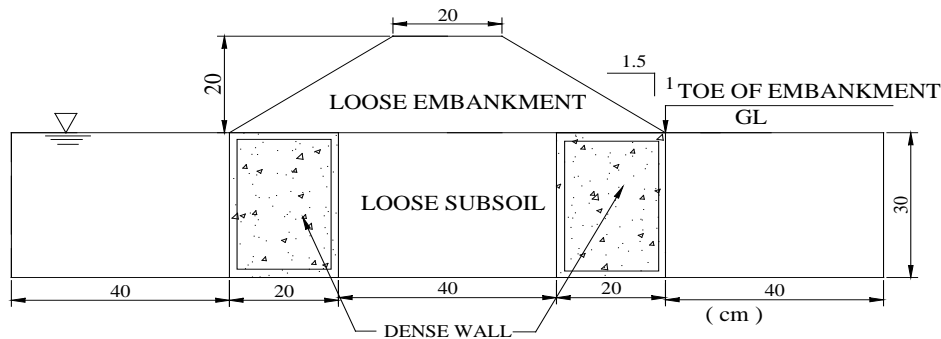 20
1.5
1
20
LOOSE EMBANKMENT
TOE OF EMBANKMENT
GL
LOOSE SUBSOIL
30
40
20
40
20
40
( cm )
DENSE WALL